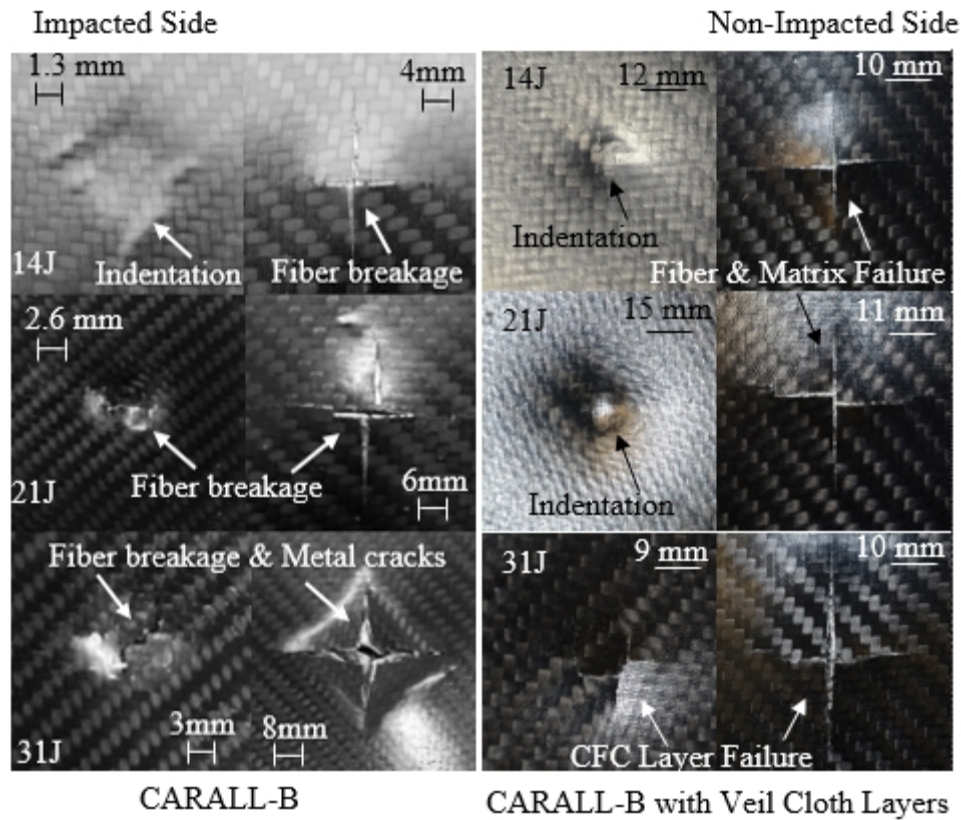 Impacted Side
Non-Impacted Side
1.3 mm
4mm
14J
12 mm
10 mm
Indentation
14J
Indentation
Fiber breakage
Fiber & Matrix Failure
2.6 mm
21J
15 mm
11 mm
Fiber breakage
6mm
21J
Indentation
Fiber breakage & Metal cracks
31J
9 mm
10 mm
3mm
8mm
31J
CFC Layer Failure
CARALL-B
CARALL-B with Veil Cloth Layers